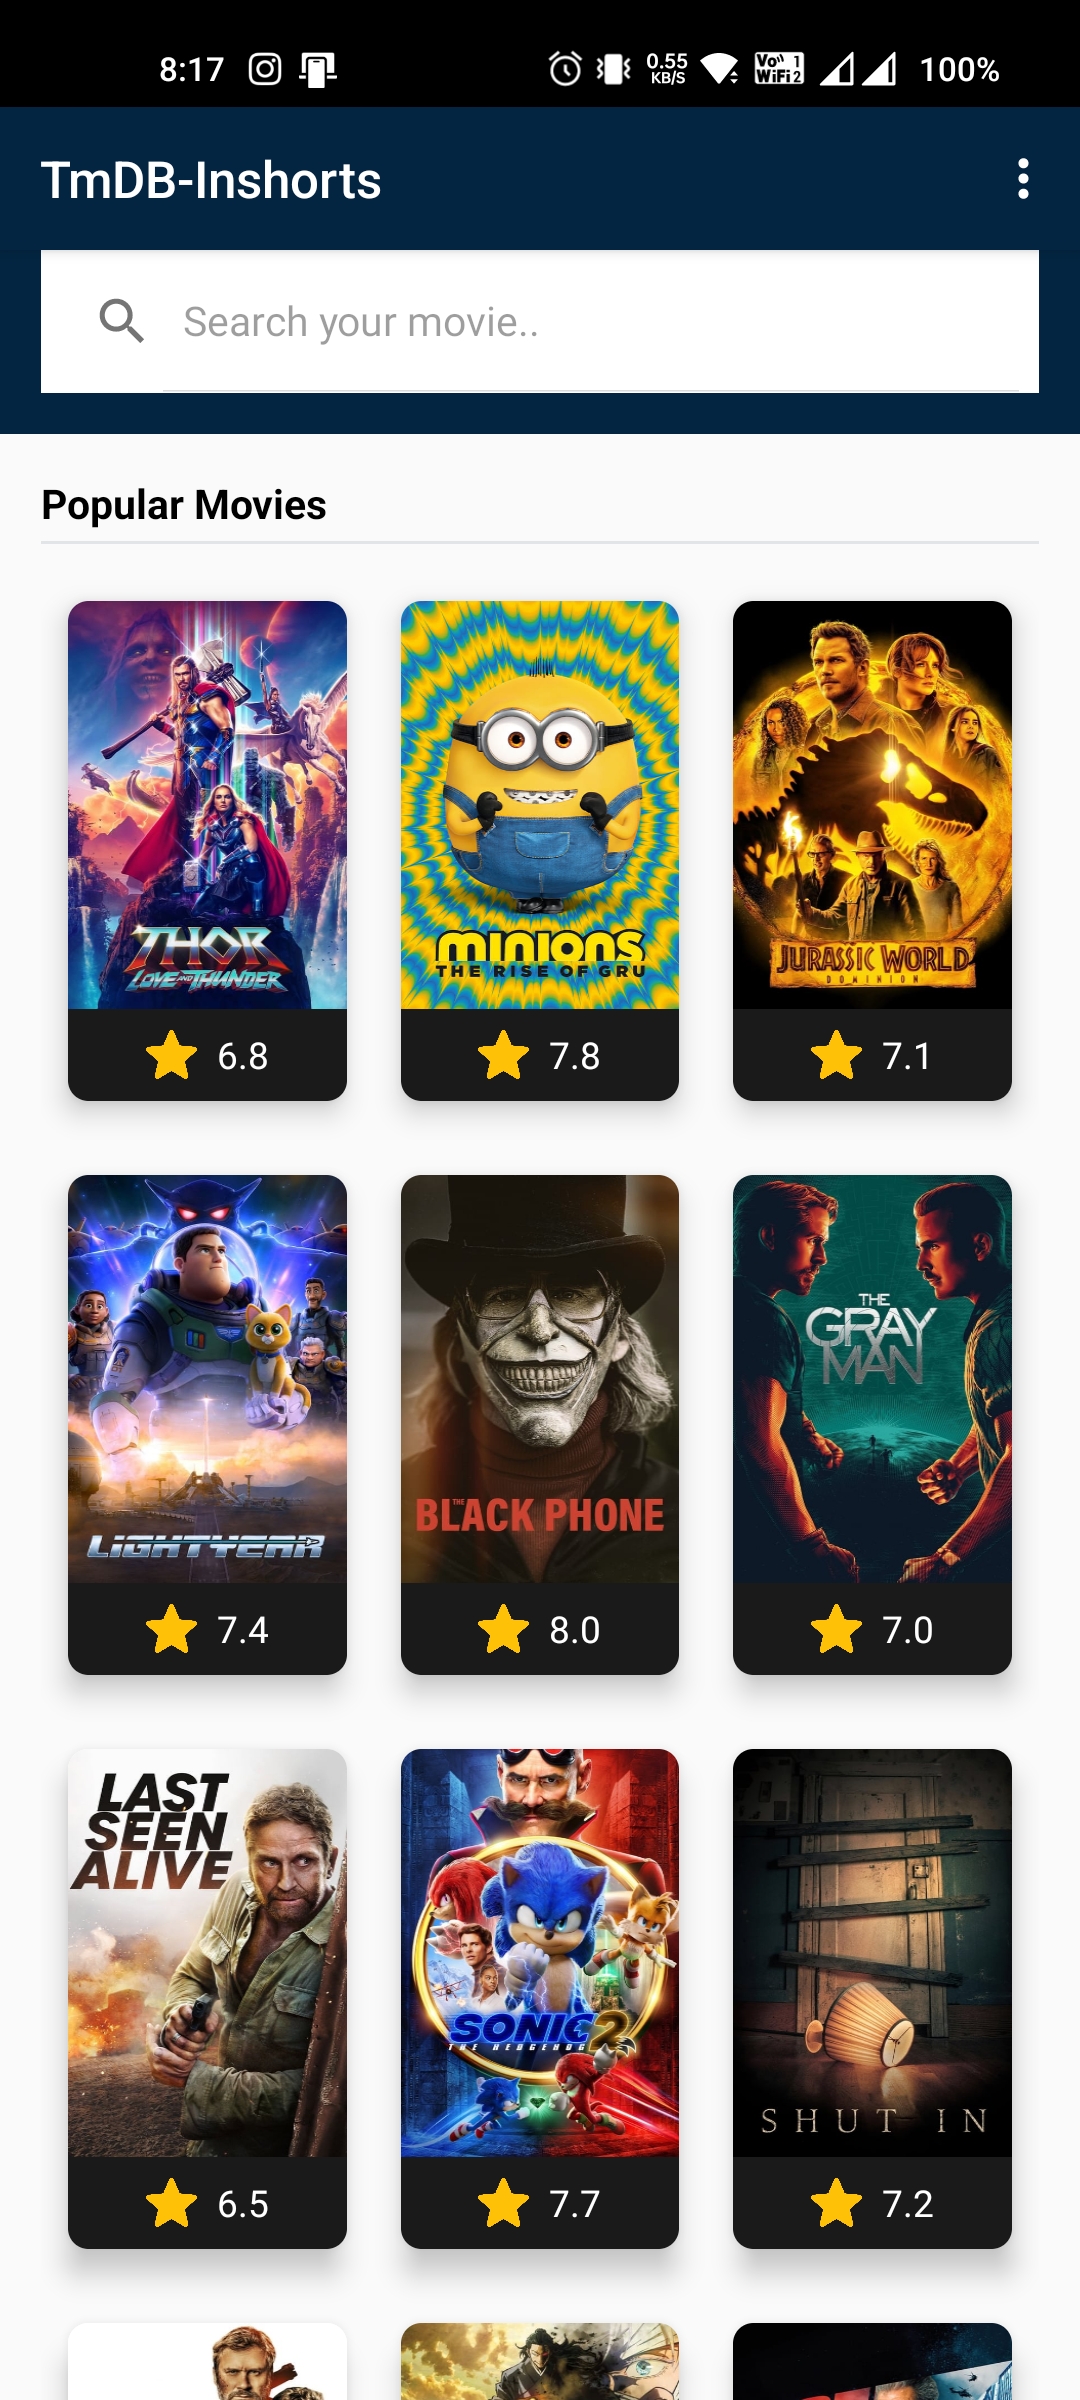 8:17
0.55
KB/S
Vo 1
WiFi 2
100%
TmDB-Inshorts
Search your movie..
Popular Movies
THOR
LOVE AND THUNDER
minions
THE RISE OF GRU
JURASSIC WORLD
DOMINION
6.8
7.8
7.1
LIGHTYEAR
THE
BLACK PHONE
THE
GRAY
MAN
7.4
8.0
7.0
LAST
SEEN
ALIVE
SONIC 2
THE HEDGEHOG
SHUT IN
6.5
7.7
7.2